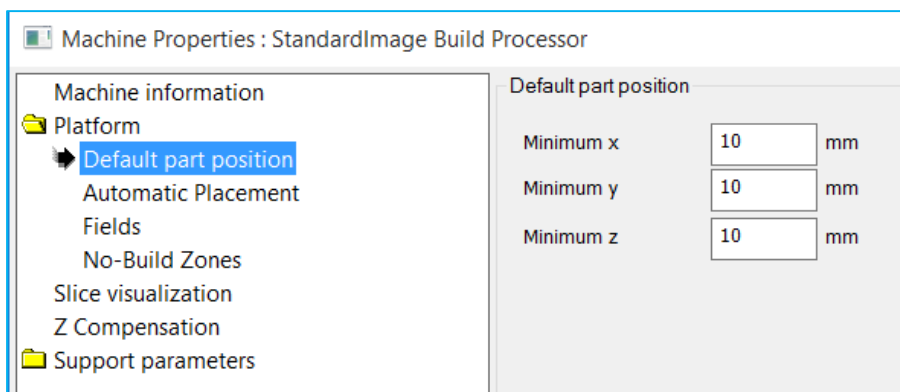 Machine Properties : StandardImage Build Processor
Machine information
Platform
Default part position
Automatic Placement
Fields
No-Build Zones
Slice visualization
Z Compensation
Support parameters
Default part position
Minimum x 10 mm
Minimum y 10 mm
Minimum z 10 mm